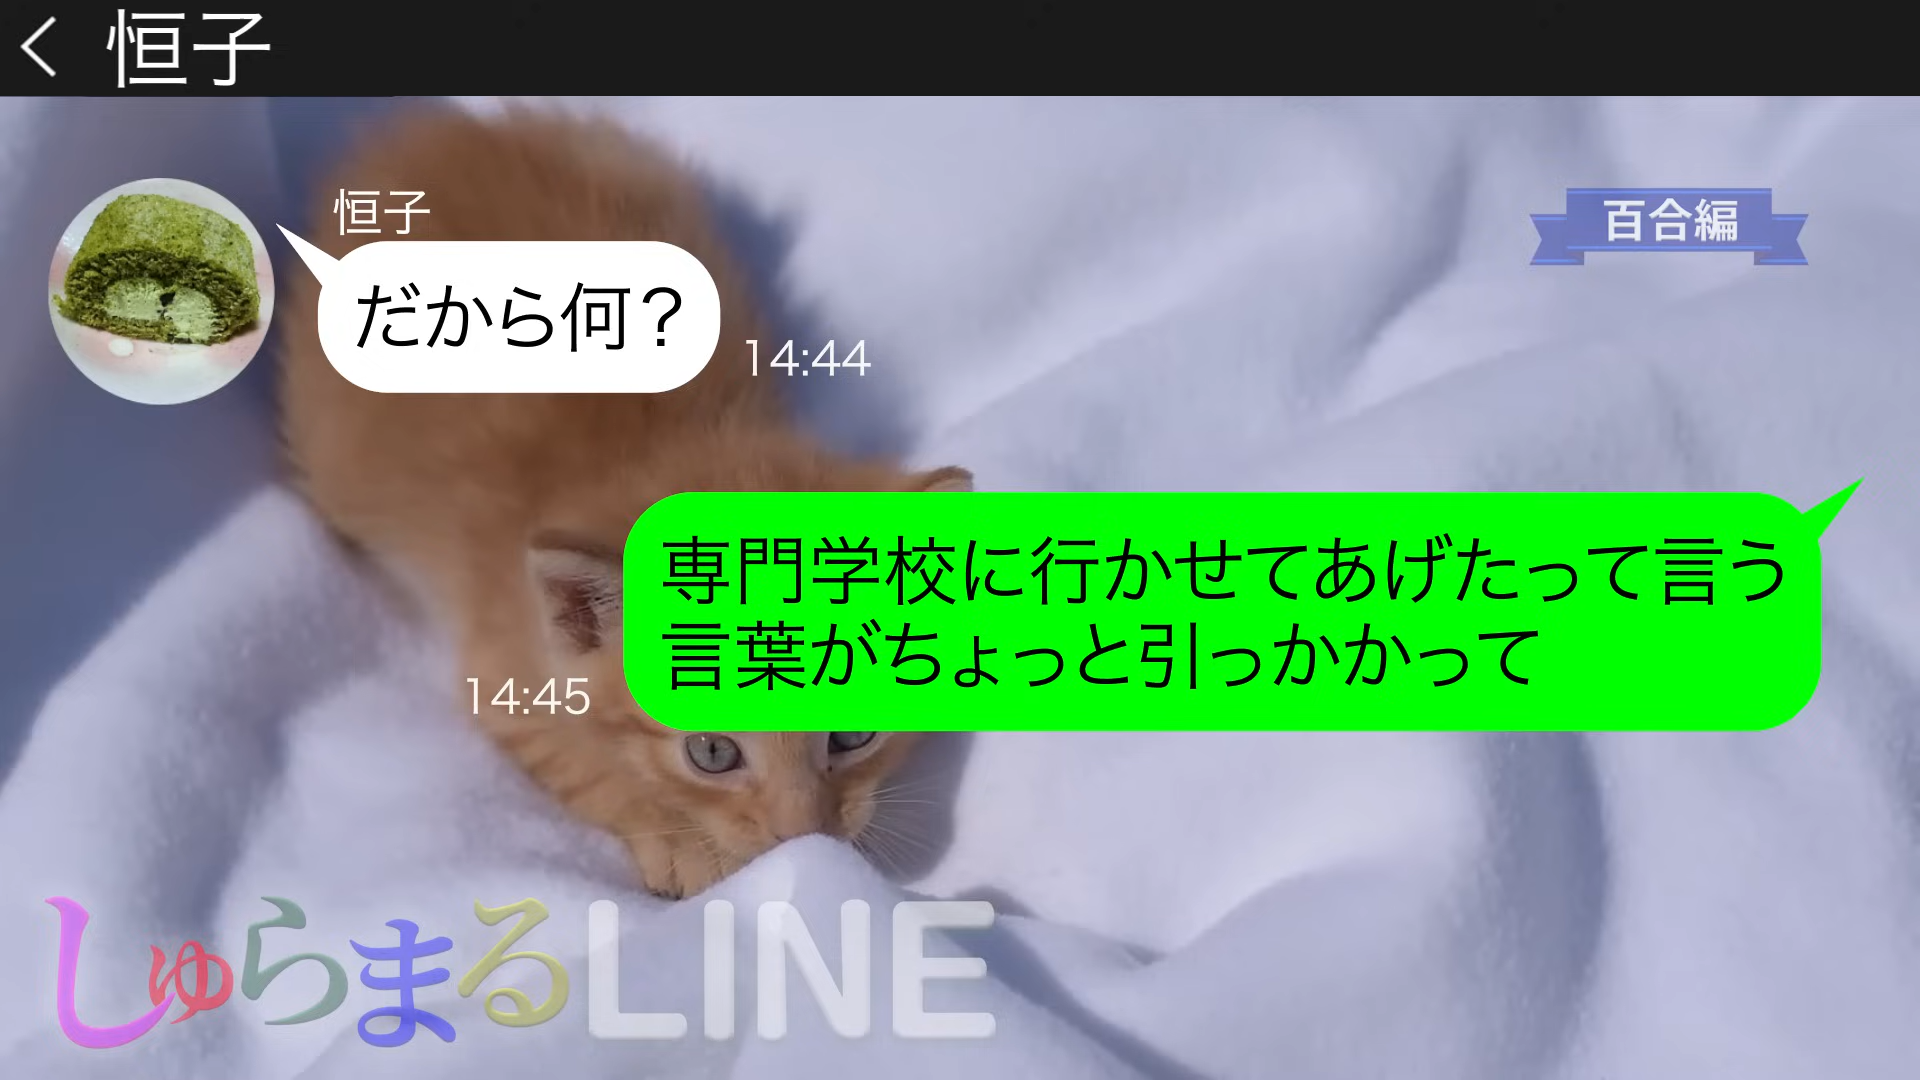 恒子
恒子
百合編
だから何？
14:44
専門学校に行かせてあげたって言う
言葉がちょっと引っかかって
14:45
しゅらまるLINE